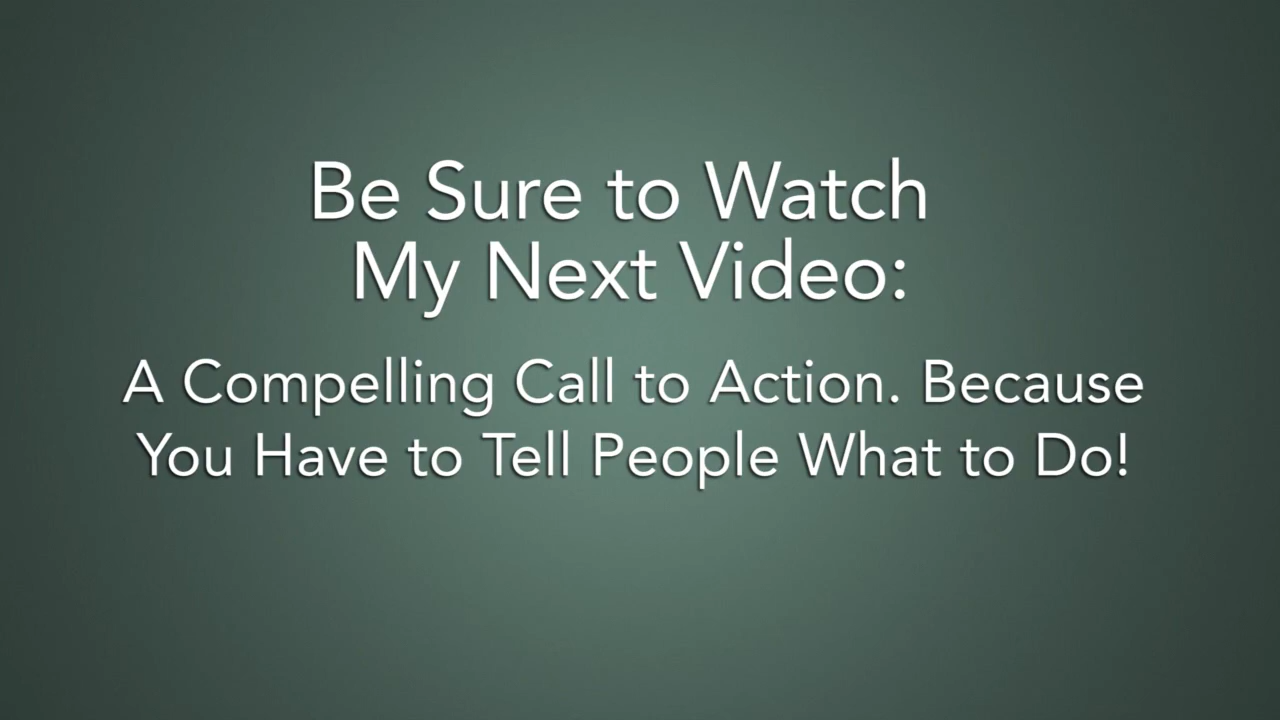 Be Sure to Watch
My Next Video:
A Compelling Call to Action. Because
You Have to Tell People What to Do!